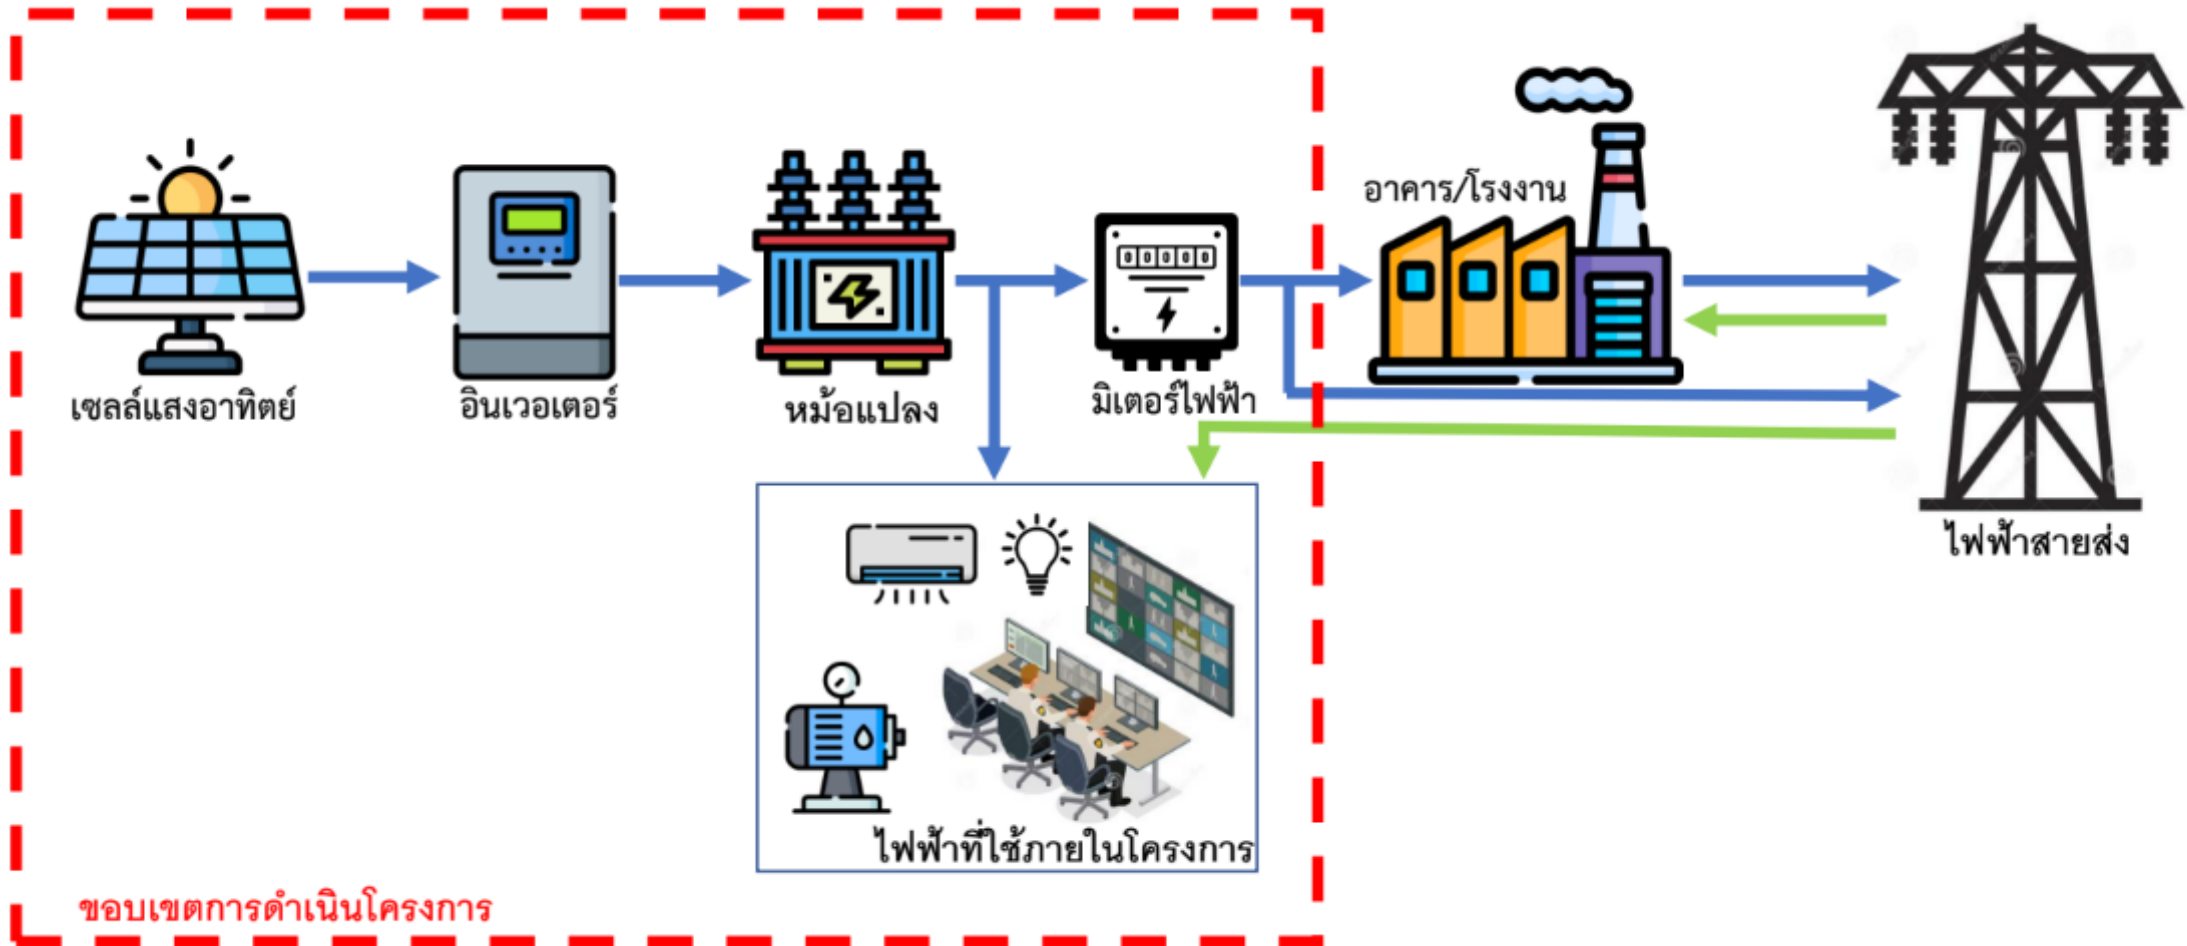 อาคาร/โรงงาน
00000
เซลล์แสงอาทิตย์
อินเวอเตอร์
หม้อแปลง
มิเตอร์ไฟฟ้า
ไฟฟ้าสายส่ง
ไฟฟ้าที่ใช้ภายในโครงการ
ขอบเขตการดำเนินโครงการ